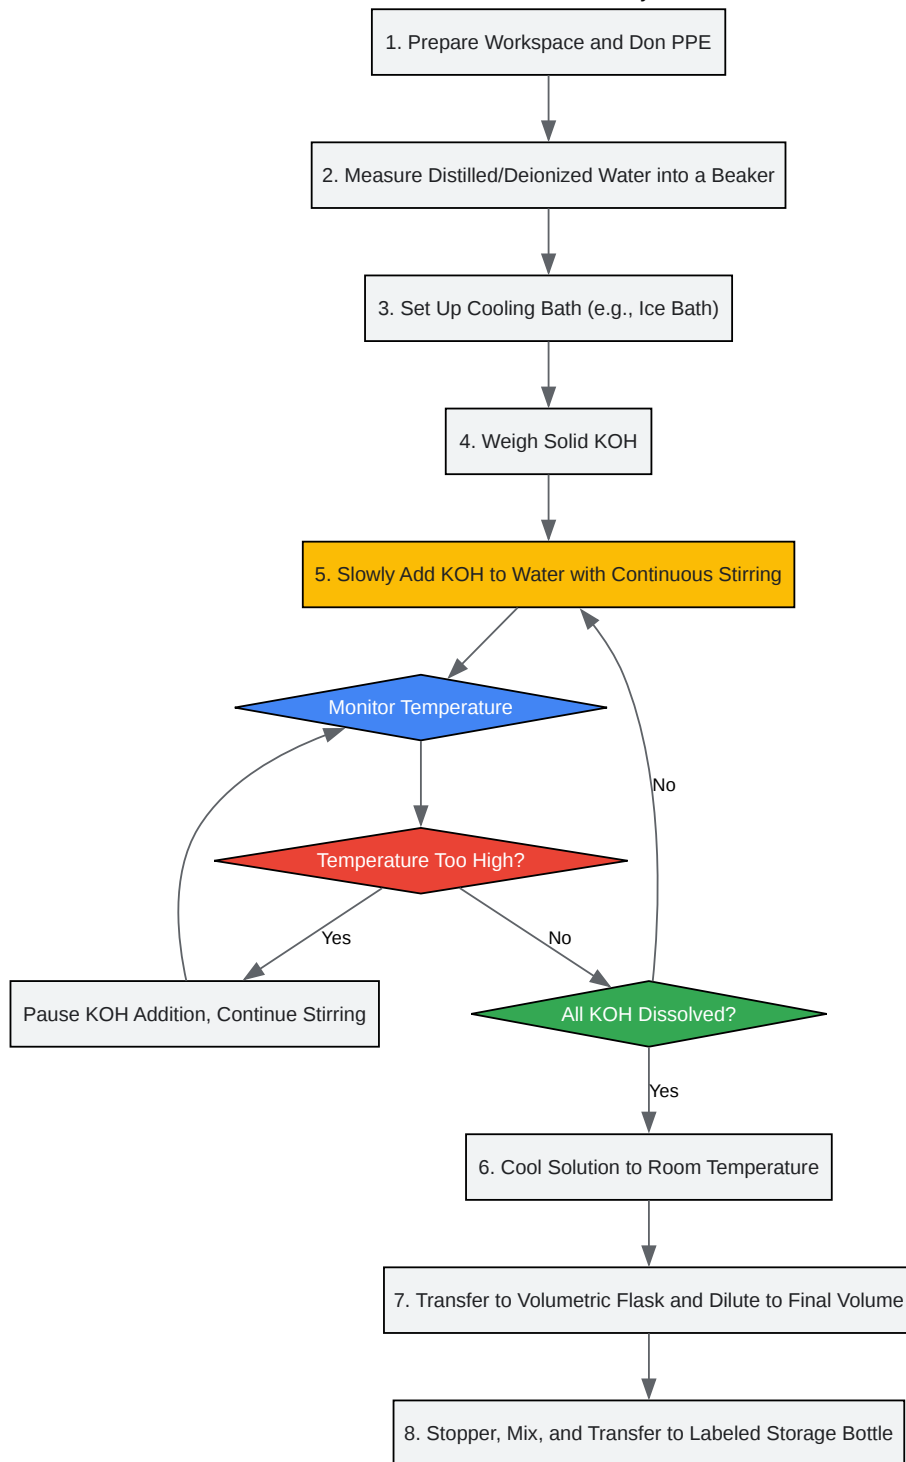 1. Prepare Workspace and Don PPE
2. Measure Distilled/Deionized Water into a Beaker
3. Set Up Cooling Bath (e.g., Ice Bath)
4. Weigh Solid KOH
5. Slowly Add KOH to Water with Continuous Stirring
Monitor Temperature
No
Temperature Too High?
Yes
No
Pause KOH Addition, Continue Stirring
All KOH Dissolved?
Yes
6. Cool Solution to Room Temperature
7. Transfer to Volumetric Flask and Dilute to Final Volume
8. Stopper, Mix, and Transfer to Labeled Storage Bottle